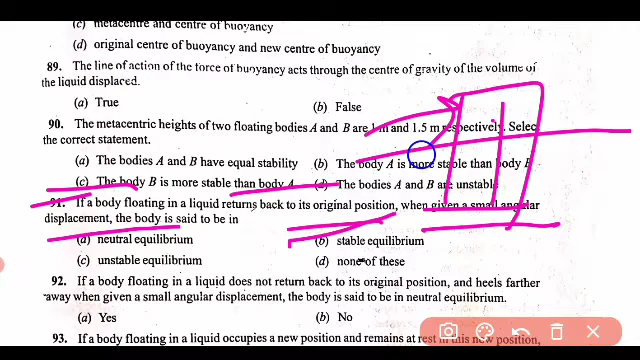 (c) metacentre and centre of buoyancy
(d) original centre of buoyancy and new centre of buoyancy
89. The line of action of the force of buoyancy acts through the centre of gravity of the volume of
the liquid displaced.
(a) True (b) False
90. The metacentric heights of two floating bodies A and B are 1 m and 1.5 m respectively. Selec
the correct statement.
(a) The bodies A and B have equal stability (b) The body A is more stable than body B
(c) The body B is more stable than body A (d) The bodies A and B are unstable
91. If a body floating in a liquid returns back to its original position, when given a small angular
displacement, the body is said to be in
(a) neutral equilibrium (b) stable equilibrium
(c) unstable equilibrium (d) none of these
92. If a body floating in a liquid does not return back to its original position, and heels farther
away when given a small angular displacement, the body is said to be in neutral equilibrium.
(a) Yes (b) No
93. If a body floating in a liquid occupies a new position and remains at rest in this new position,